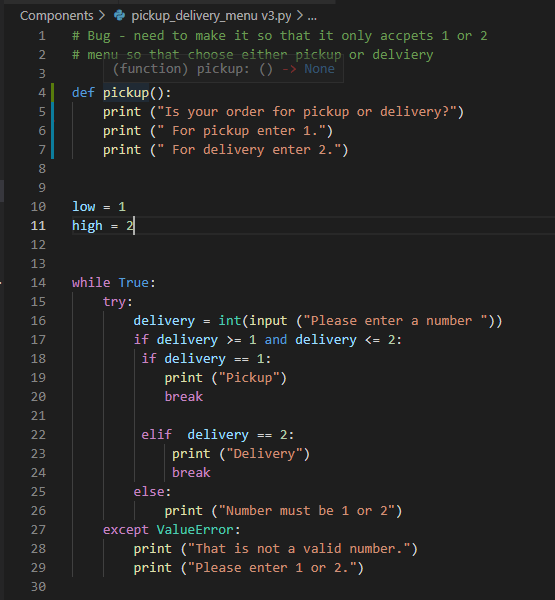 Components > pickup_delivery_menu v3.py > ...
1 # Bug - need to make it so that it only accpets 1 or 2
2 # menu so that choose either pickup or delviery
3 (function) pickup: () -> None
4 def pickup():
5     print ("Is your order for pickup or delivery?")
6     print (" For pickup enter 1.")
7     print (" For delivery enter 2.")
8
9
10 low = 1
11 high = 2
12
13
14 while True:
15     try:
16         delivery = int(input ("Please enter a number "))
17         if delivery >= 1 and delivery <= 2:
18          if delivery == 1:
19             print ("Pickup")
20             break
21
22          elif  delivery == 2:
23              print ("Delivery")
24              break
25         else:
26             print ("Number must be 1 or 2")
27     except ValueError:
28         print ("That is not a valid number.")
29         print ("Please enter 1 or 2.")
30